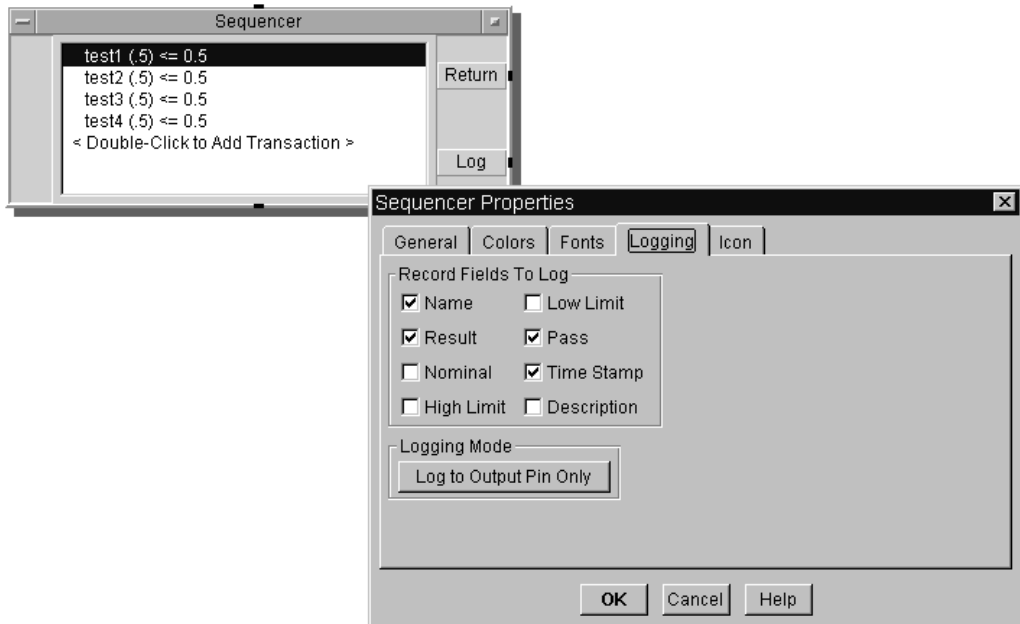 Sequencer
test1 (.5) <= 0.5
test2 (.5) <= 0.5
test3 (.5) <= 0.5
test4 (.5) <= 0.5
< Double-Click to Add Transaction >
Return
Log
Sequencer Properties
General Colors Fonts Logging Icon
Record Fields To Log
Name Low Limit
Result Pass
Nominal Time Stamp
High Limit Description
Logging Mode
Log to Output Pin Only
OK Cancel Help